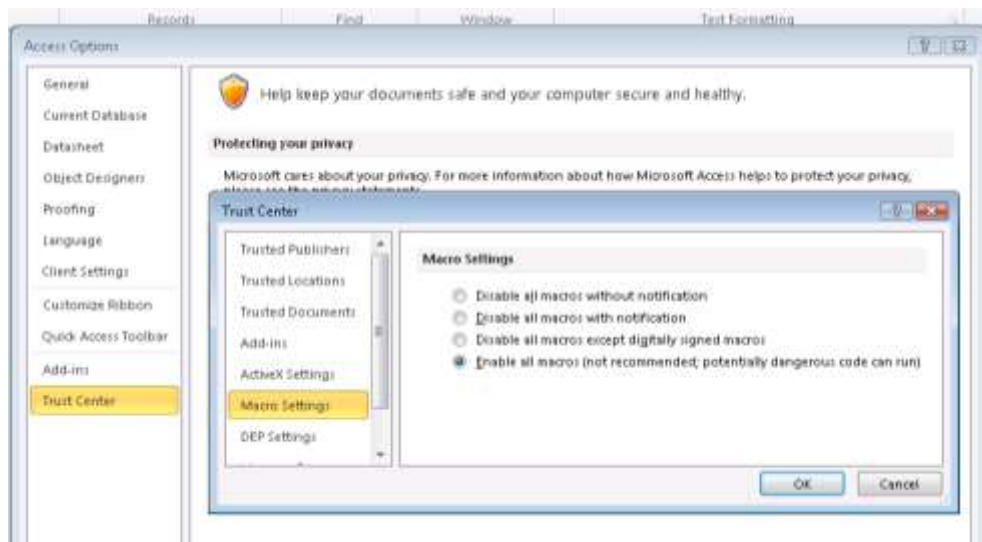 Records Find Window Text Formatting
Access Options
General
Current Database
Datasheet
Object Designers
Proofing
Language
Client Settings
Customize Ribbon
Quick Access Toolbar
Add-ins
Trust Center
Help keep your documents safe and your computer secure and healthy.
Protecting your privacy
Microsoft cares about your privacy. For more information about how Microsoft Access helps to protect your privacy,
please see the privacy statements.
Trust Center
Trusted Publishers
Trusted Locations
Trusted Documents
Add-ins
ActiveX Settings
Macro Settings
DEP Settings
Macro Settings
Disable all macros without notification
Disable all macros with notification
Disable all macros except digitally signed macros
Enable all macros (not recommended; potentially dangerous code can run)
OK Cancel